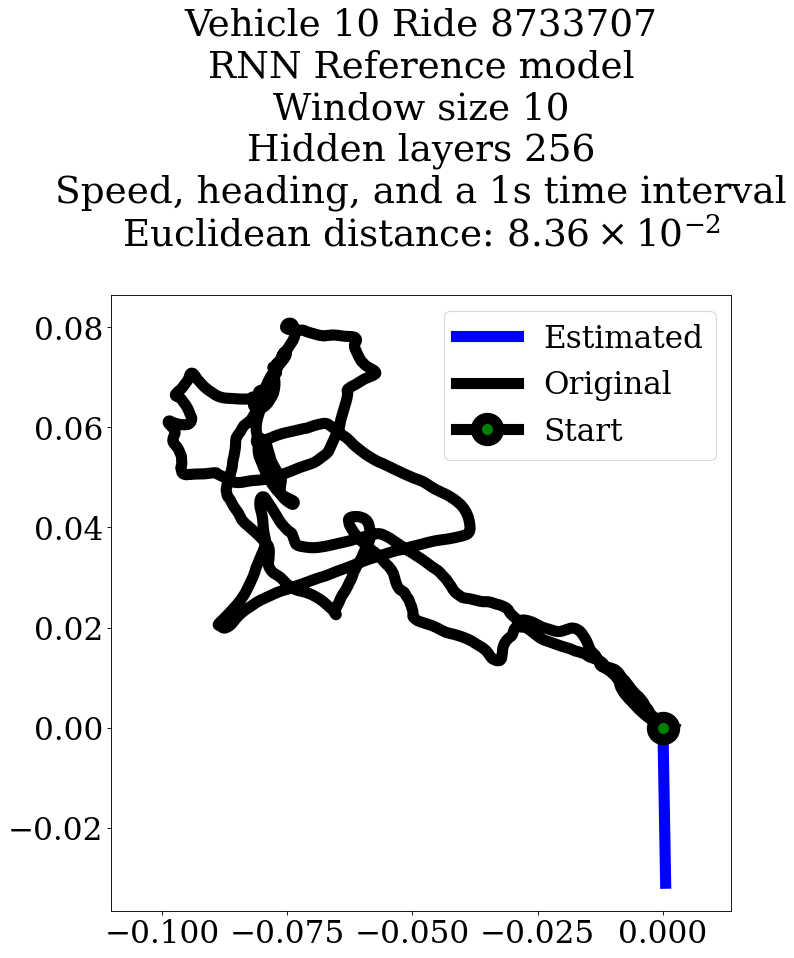 Vehicle 10 Ride 8733707
RNN Reference model
Window size 10
Hidden layers 256
Speed, heading, and a 1s time interval
Euclidean distance: 8.36 × 10⁻²
Estimated
Original
Start
0.08
0.06
0.04
0.02
0.00
−0.02
−0.100 −0.075 −0.050 −0.025 0.000